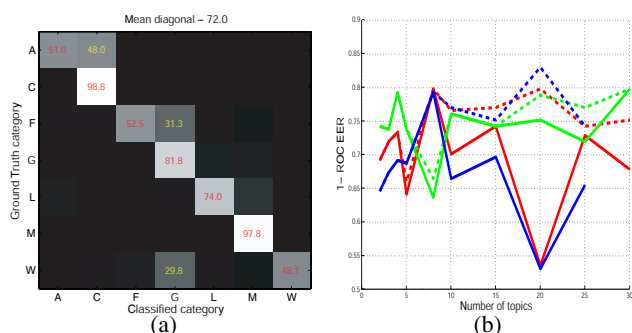 Mean diagonal – 72.0
A 51.0 48.0
C 98.8
F 52.5 31.3
G 81.8
L 74.0
M 97.8
W 29.8 48.1
A C F G L M W
Ground Truth category
Classified category
(a)
0.9
0.85
0.8
0.75
0.7
0.65
0.6
0.55
0.5
1– ROC EER
0 5 10 15 20 25 30
Number of topics
(b)